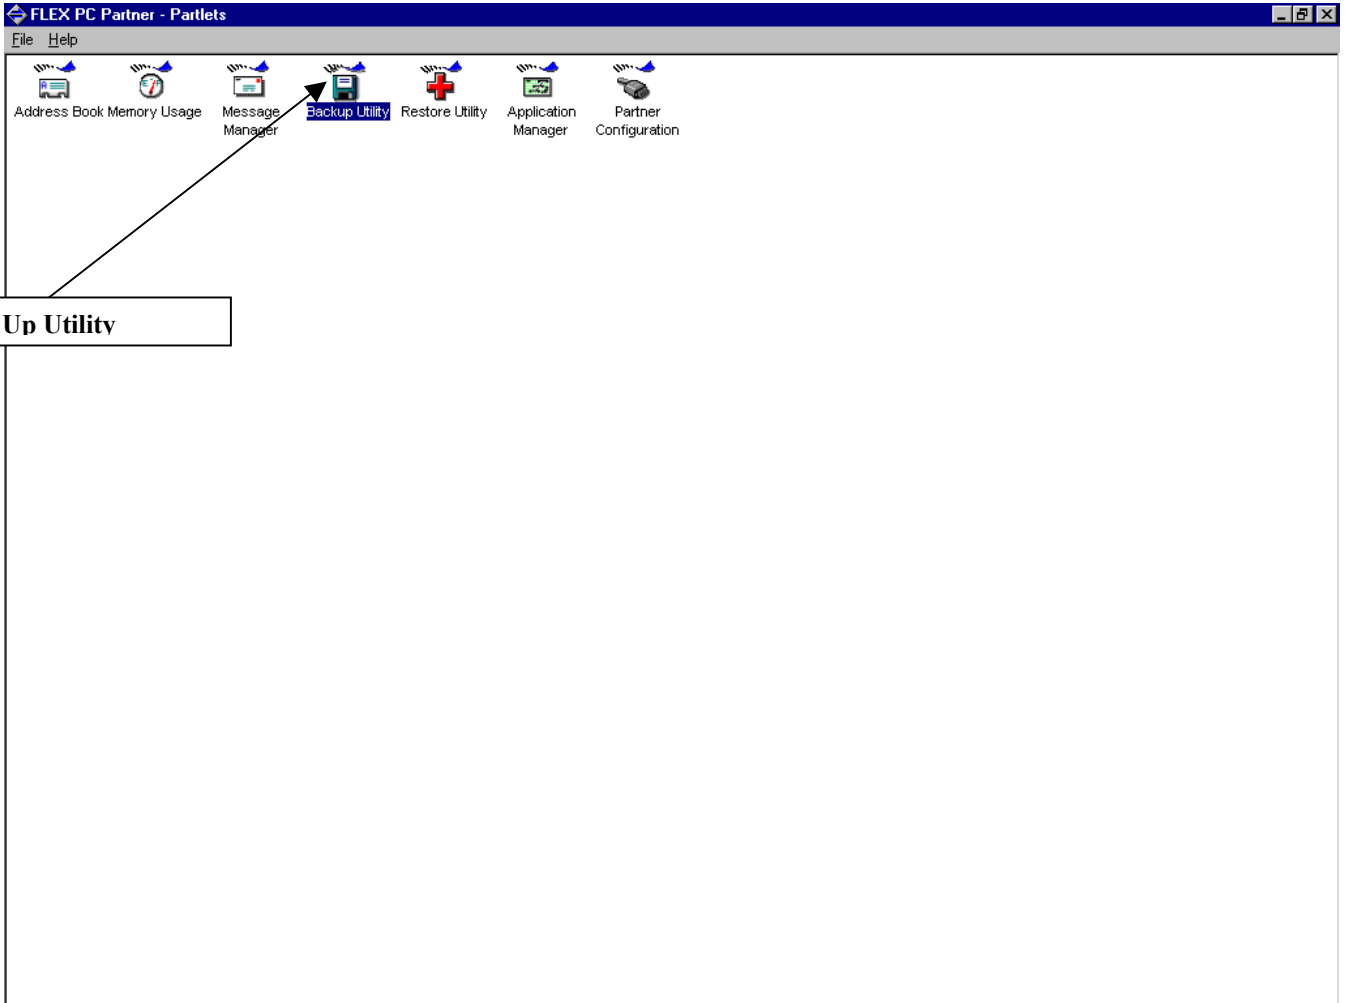 FLEX PC Partner - Partlets
File Help
Address Book Memory Usage Message Manager Backup Utility Restore Utility Application Manager Partner Configuration
Up Utility